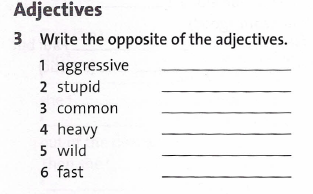 Adjectives
3 Write the opposite of the adjectives.
1 aggressive
2 stupid
3 common
4 heavy
5 wild
6 fast